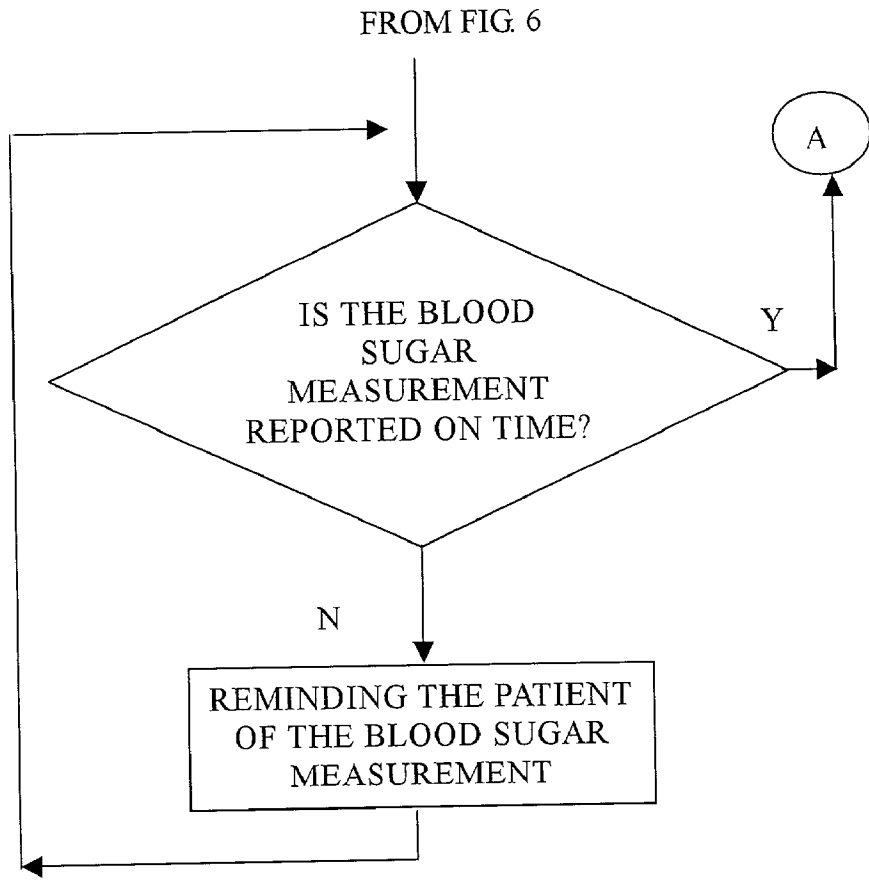 FROM FIG. 6
A
IS THE BLOOD
SUGAR
MEASUREMENT
REPORTED ON TIME?
Y
N
REMINDING THE PATIENT
OF THE BLOOD SUGAR
MEASUREMENT